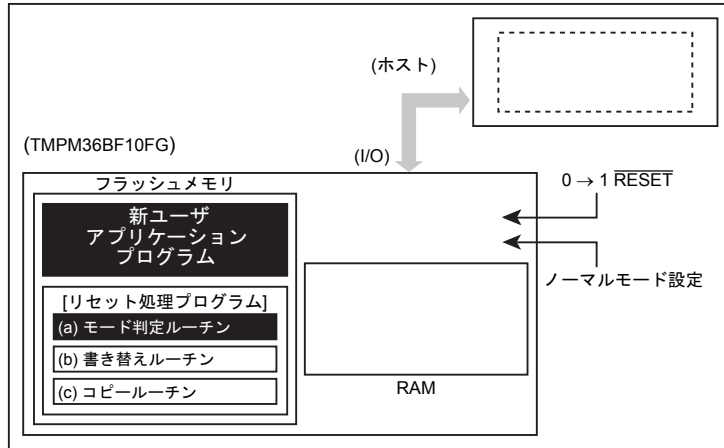 (ホスト)
(TMPM36BF10FG)
(I/O)
0 → 1 RESET
フラッシュメモリ
新ユーザ
アプリケーション
プログラム
ノーマルモード設定
[リセット処理プログラム]
(a) モード判定ルーチン
(b) 書き替えルーチン
(c) コピールーチン
RAM